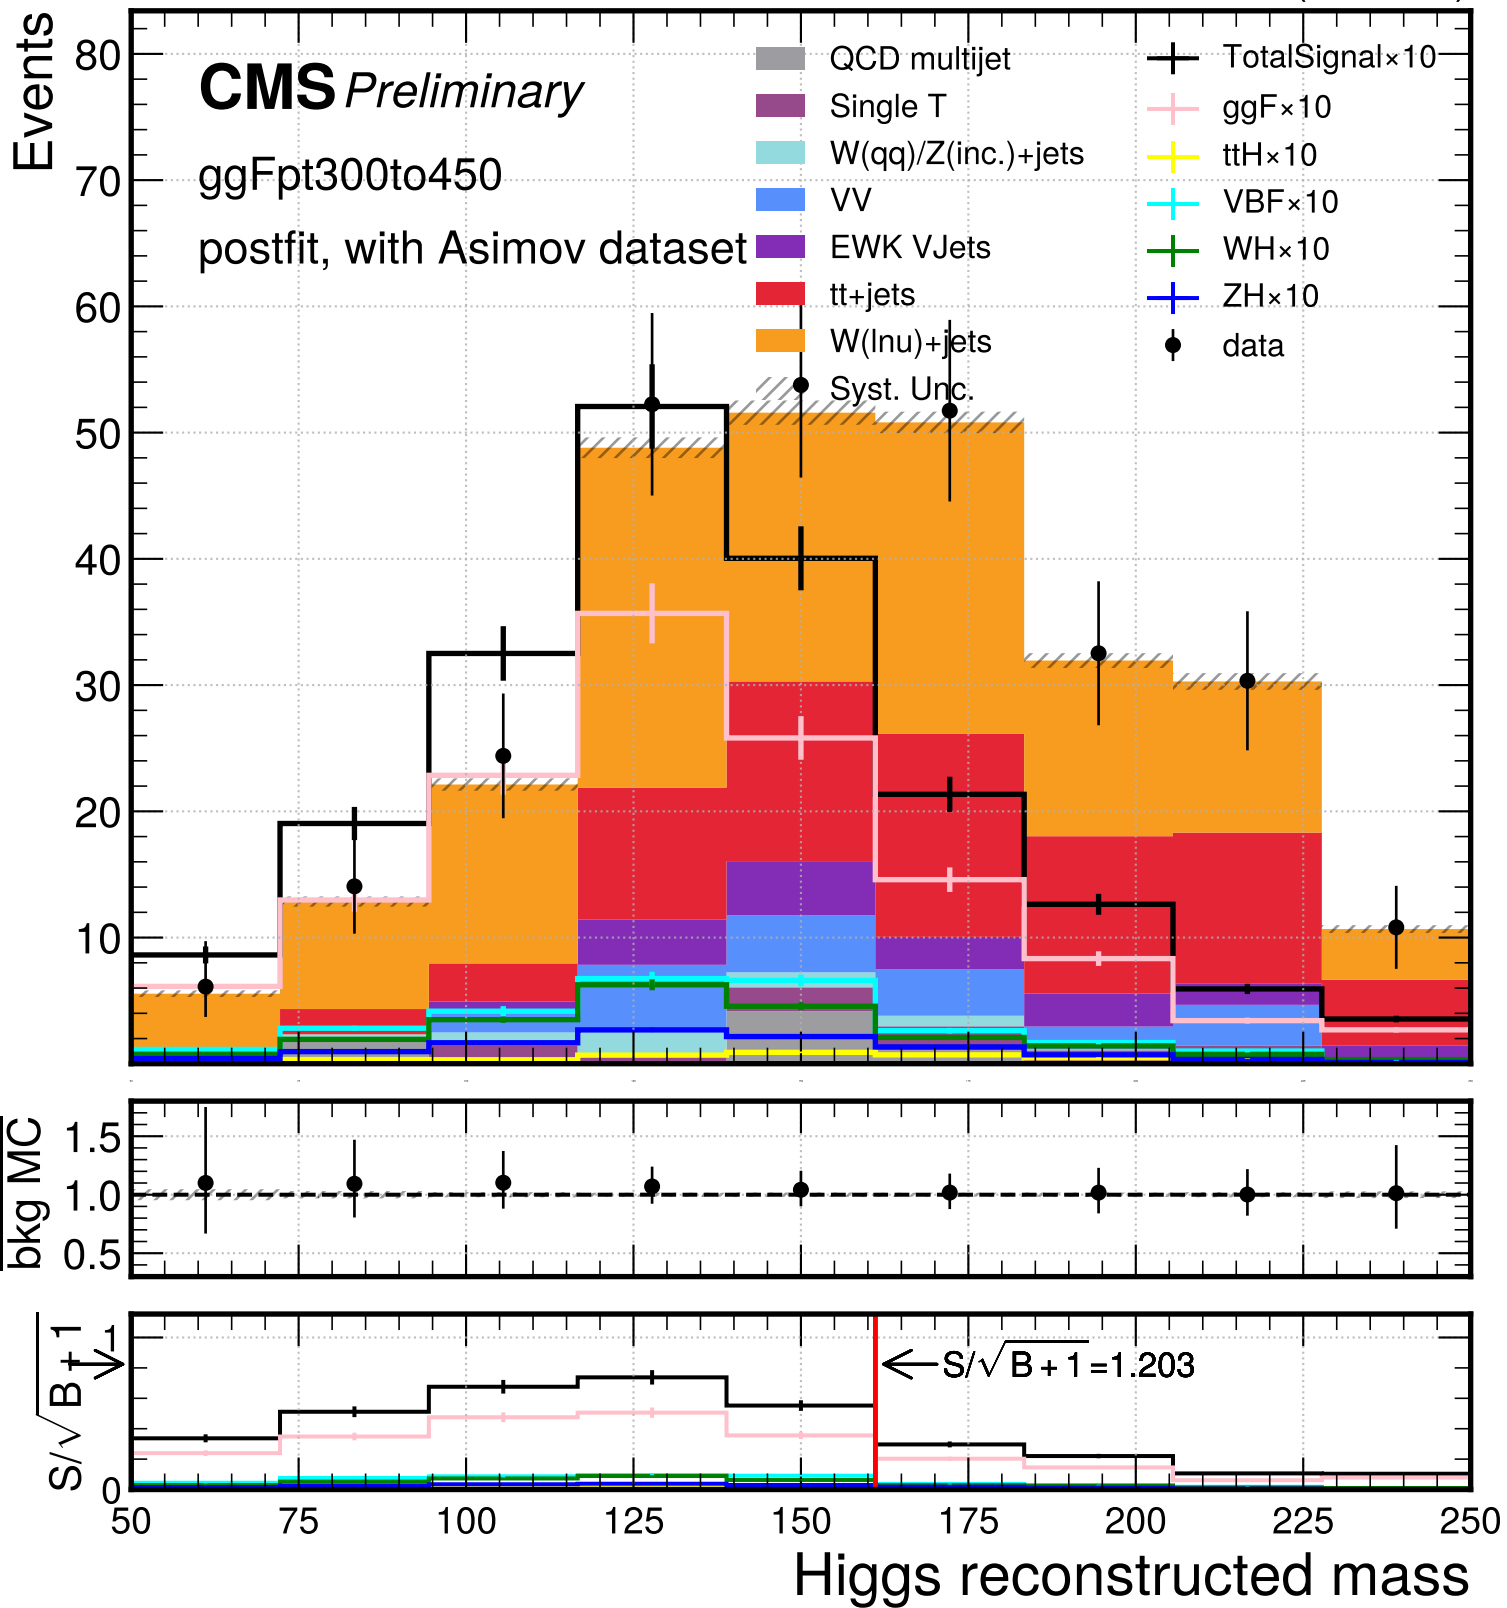 Events
80
70
60
50
40
30
20
10
CMS Preliminary
ggFpt300to450
postfit, with Asimov dataset
QCD multijet
Single T
W(qq)/Z(inc.)+jets
VV
EWK VJets
tt+jets
W(lnu)+jets
Syst. Unc.
TotalSignal×10
ggF×10
ttH×10
VBF×10
WH×10
ZH×10
data
bkg MC
1.5
1.0
0.5
S/√B + 1
1
0
S/√B + 1 =1.203
50 75 100 125 150 175 200 225 250
Higgs reconstructed mass